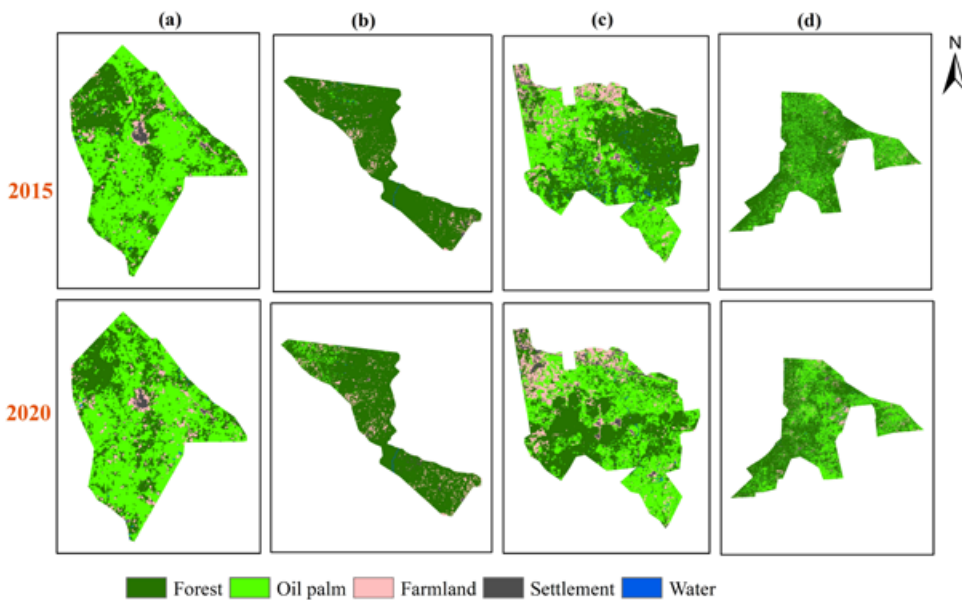 (a) (b) (c) (d)
N
2015
2020
Forest Oil palm Farmland Settlement Water